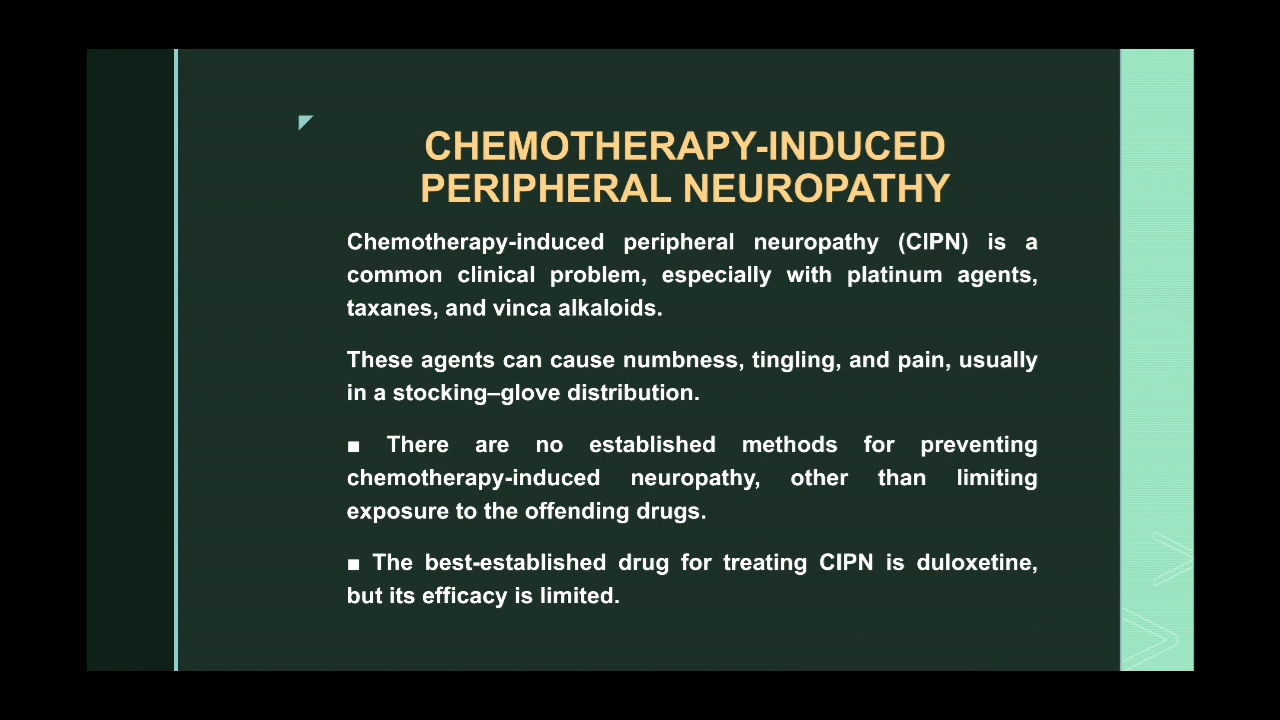 CHEMOTHERAPY-INDUCED
PERIPHERAL NEUROPATHY
Chemotherapy-induced peripheral neuropathy (CIPN) is a
common clinical problem, especially with platinum agents,
taxanes, and vinca alkaloids.
These agents can cause numbness, tingling, and pain, usually
in a stocking–glove distribution.
■ There are no established methods for preventing
chemotherapy-induced neuropathy, other than limiting
exposure to the offending drugs.
■ The best-established drug for treating CIPN is duloxetine,
but its efficacy is limited.